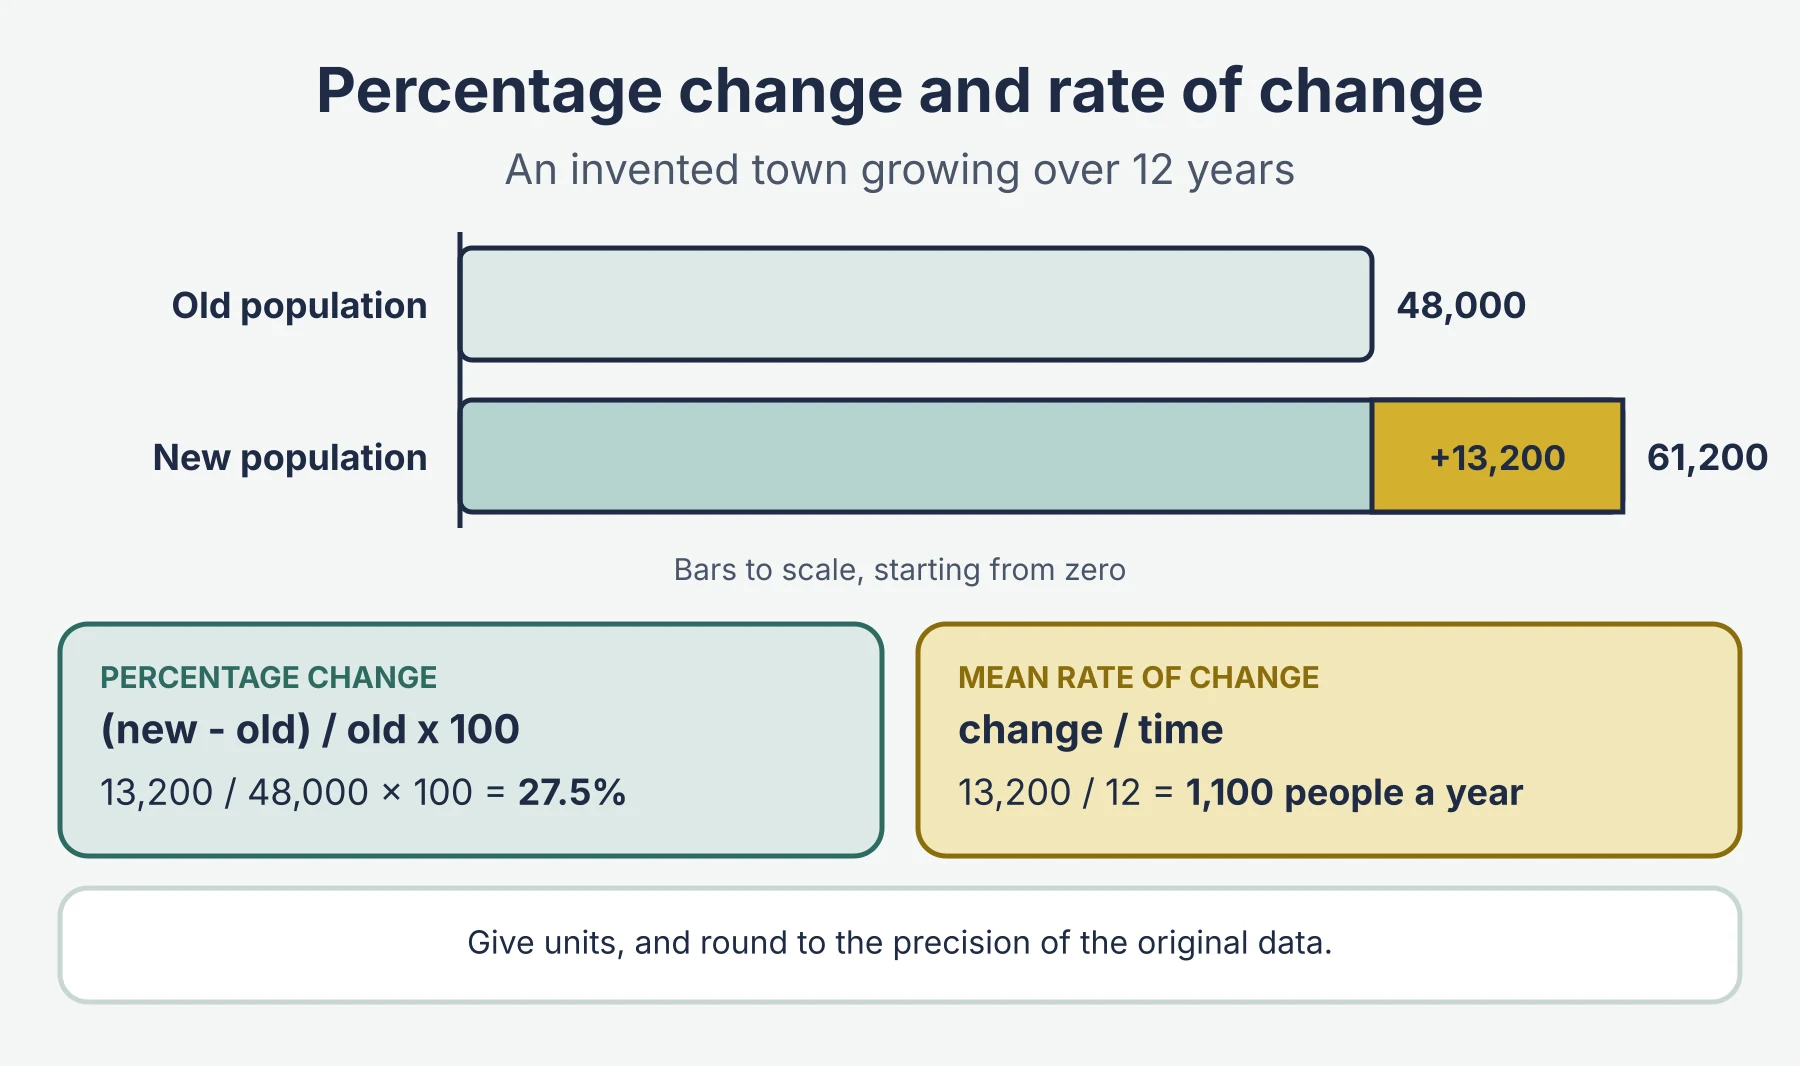 Percentage change and rate of change
An invented town growing over 12 years
Old population
48,000
New population
+13,200
61,200
Bars to scale, starting from zero
PERCENTAGE CHANGE
(new - old) / old x 100
13,200 / 48,000 × 100 = 27.5%
MEAN RATE OF CHANGE
change / time
13,200 / 12 = 1,100 people a year
Give units, and round to the precision of the original data.